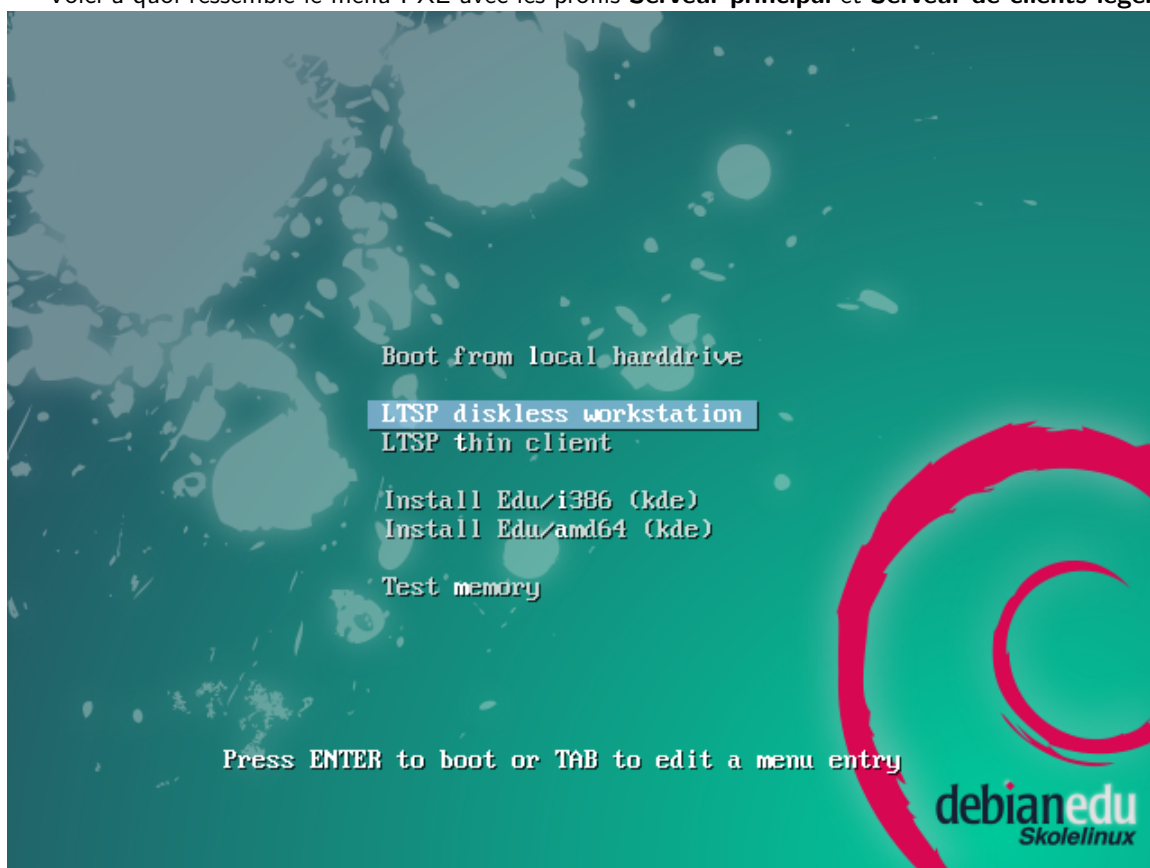 Voici à quoi ressemble le menu PXE avec les profils Serveur principal et Serveur de clients léger
Boot from local harddrive
LTSP diskless workstation
LTSP thin client
Install Edu/i386 (kde)
Install Edu/amd64 (kde)
Test memory
Press ENTER to boot or TAB to edit a menu entry
debianedu
Skolelinux